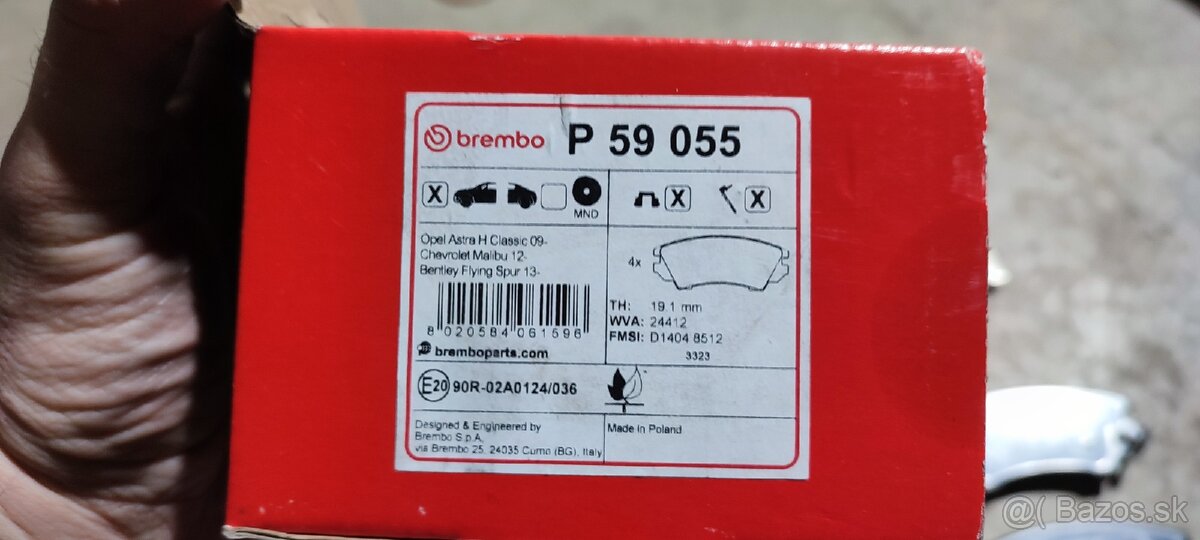 brembo P 59 055
X
MND
X X
Opel Astra H Classic 09-
Chevrolet Malibu 12-
Bentley Flying Spur 13-
8 020584 061596
bremboparts.com
4x
TH: 19.1 mm
WVA: 24412
FMSI: D1404 8512
3323
E20 90R-02A0124/036
Designed & Engineered by
Brembo S.p.A.
via Brembo 25, 24035 Curno (BG), Italy
Made in Poland
@( Bazos.sk